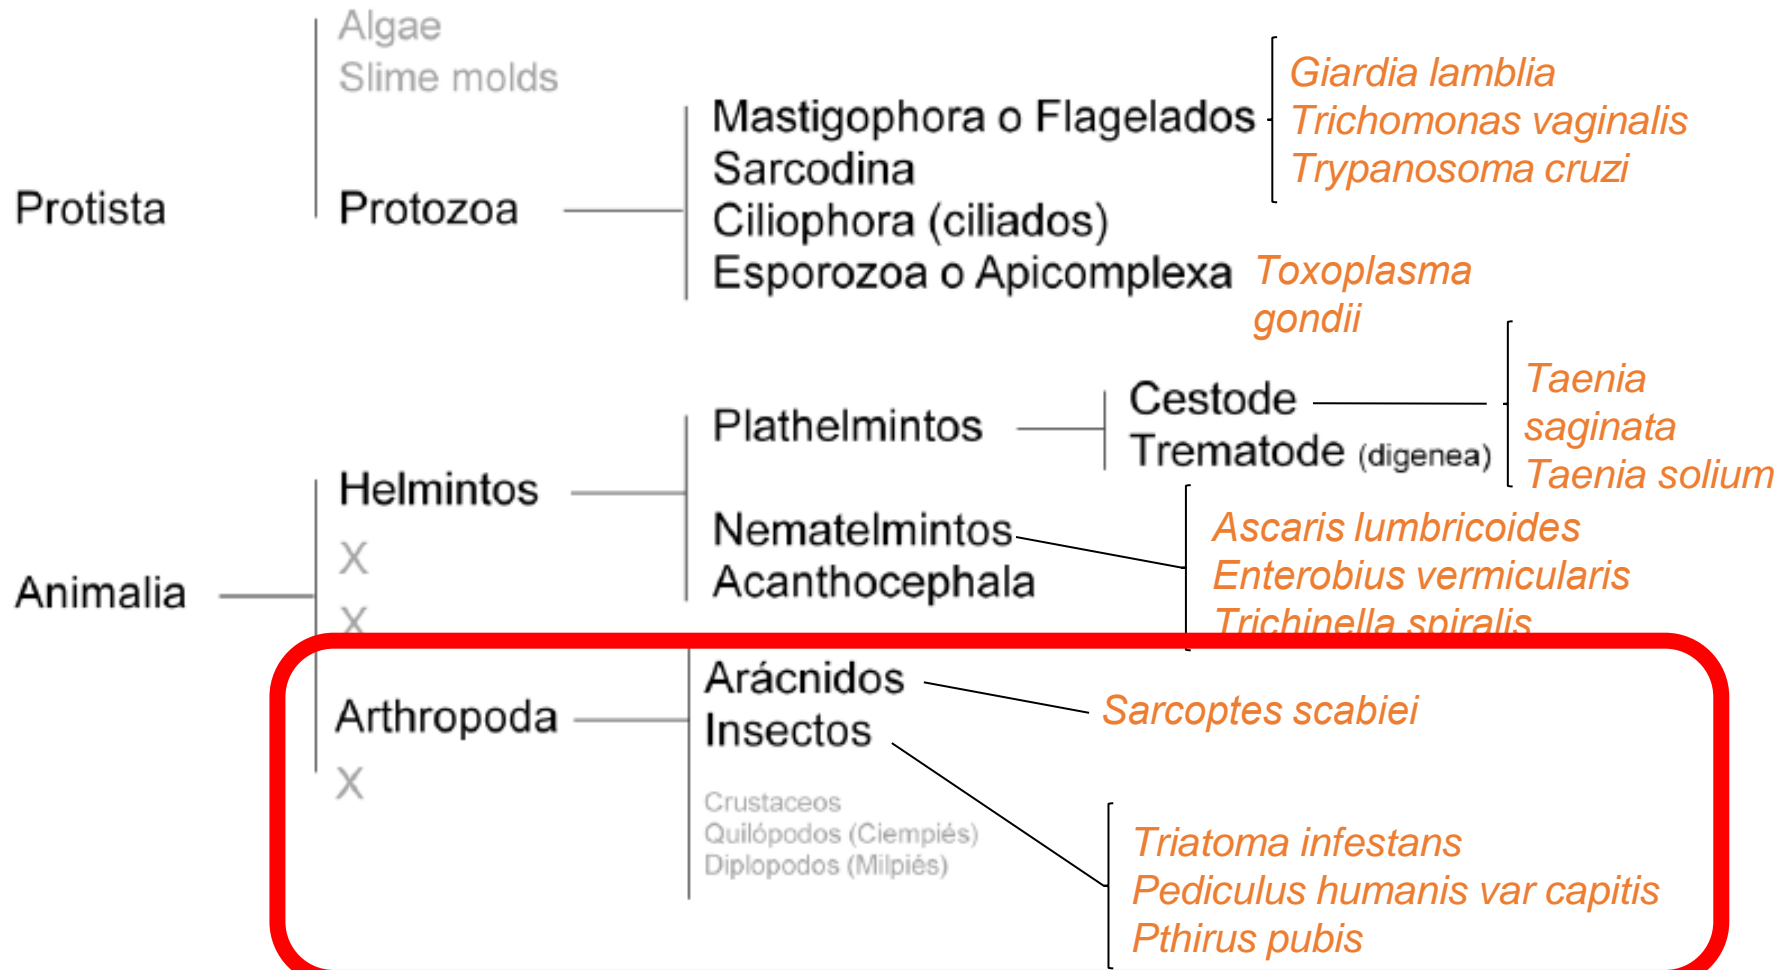 Algae
Slime molds
Protista
Protozoa
Mastigophora o Flagelados
Sarcodina
Ciliophora (ciliados)
Esporozoa o Apicomplexa
Giardia lamblia
Trichomonas vaginalis
Trypanosoma cruzi
Toxoplasma
gondii
Animalia
Helmintos
X
X
Arthropoda
X
Plathelmintos
Cestode
Trematode (digenea)
Taenia
saginata
Taenia solium
Nematelmintos
Acanthocephala
Ascaris lumbricoides
Enterobius vermicularis
Trichinella spiralis
Arácnidos
Insectos
Crustaceos
Quilópodos (Ciempiés)
Diplopodos (Milpiés)
Sarcoptes scabiei
Triatoma infestans
Pediculus humanis var capitis
Pthirus pubis